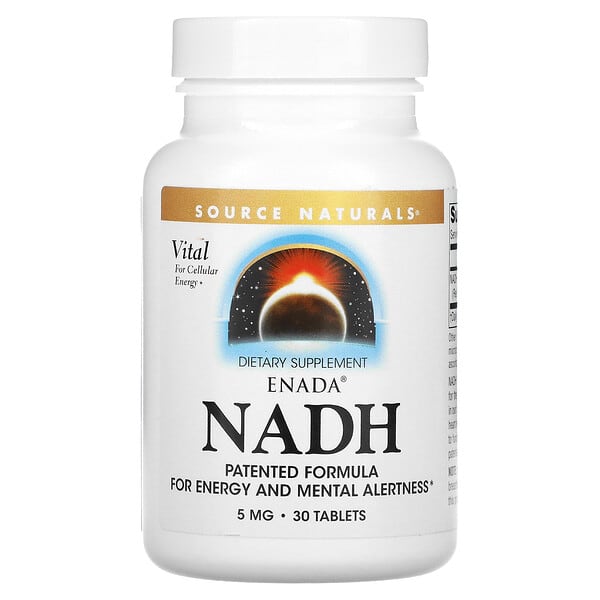 SOURCE NATURALS®
Vital
For Cellular
Energy*
DIETARY SUPPLEMENT
ENADA®
NADH
PATENTED FORMULA
FOR ENERGY AND MENTAL ALERTNESS*
5 MG • 30 TABLETS